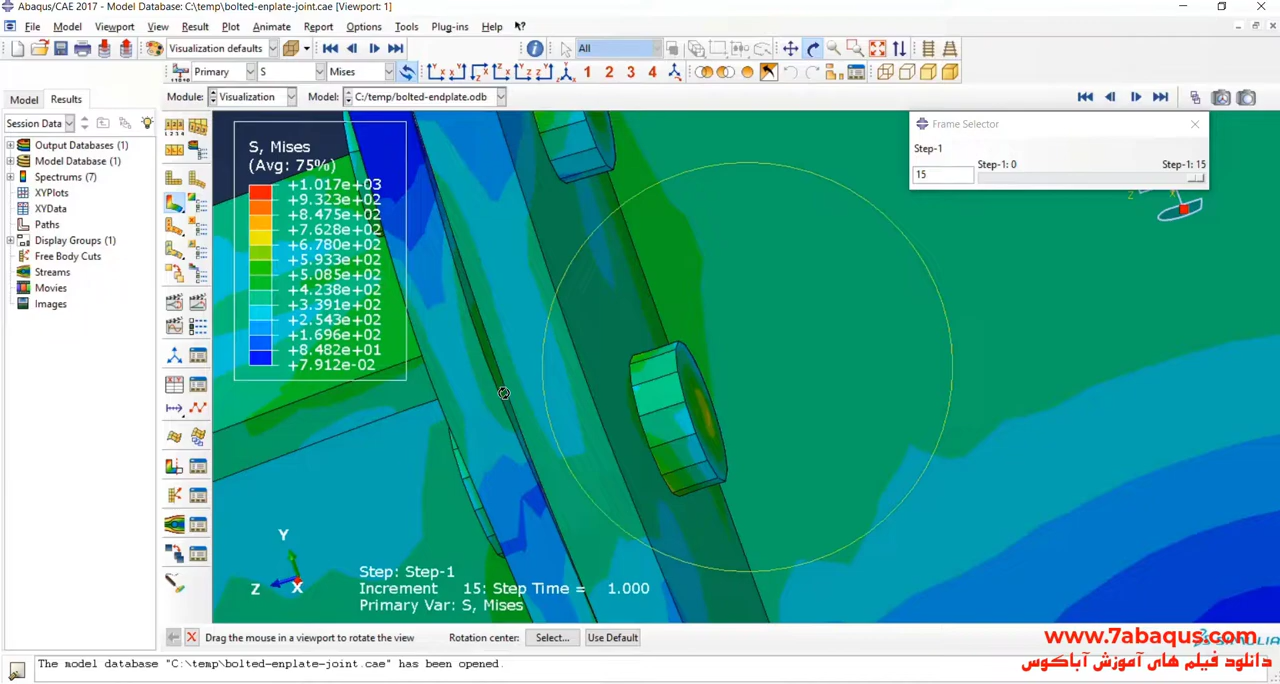 Abaqus/CAE 2017 - Model Database: C:\temp\bolted-enplate-joint.cae [Viewport: 1]
File Model Viewport View Result Plot Animate Report Options Tools Plug-ins Help
Visualization defaults All
Primary S Mises 1 2 3 4
Model Results Module: Visualization Model: C:/temp/bolted-endplate.odb
Session Data
Output Databases (1)
Model Database (1)
Spectrums (7)
XYPlots
XYData
Paths
Display Groups (1)
Free Body Cuts
Streams
Movies
Images
S, Mises
(Avg: 75%)
+1.017e+03
+9.323e+02
+8.475e+02
+7.628e+02
+6.780e+02
+5.933e+02
+5.085e+02
+4.238e+02
+3.391e+02
+2.543e+02
+1.696e+02
+8.482e+01
+7.912e-02
Frame Selector
Step-1
Step-1: 0 Step-1: 15
15
Z X
Y
Z X
Step: Step-1
Increment 15: Step Time = 1.000
Primary Var: S, Mises
Drag the mouse in a viewport to rotate the view Rotation center: Select... Use Default
www.7abaqus.com
دانلود فیلم های آموزش آباکوس
The model database "C:\temp\bolted-enplate-joint.cae" has been opened.